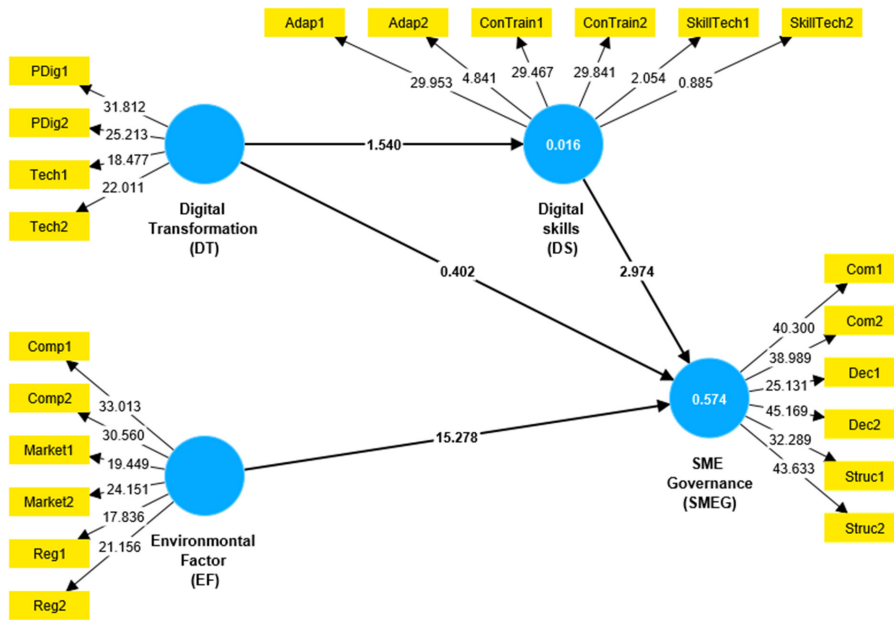 Adap1
Adap2
ConTrain1
ConTrain2
SkillTech1
SkillTech2
29.953
4.841
29.467
29.841
2.054
0.885
PDig1
PDig2
Tech1
Tech2
31.812
25.213
18.477
22.011
Digital
Transformation
(DT)
1.540
0.016
Digital
skills
(DS)
0.402
2.974
Comp1
Comp2
Market1
Market2
Reg1
Reg2
33.013
30.560
19.449
24.151
17.836
21.156
Environmental
Factor
(EF)
15.278
0.574
SME
Governance
(SMEG)
40.300
38.989
25.131
45.169
32.289
43.633
Com1
Com2
Dec1
Dec2
Struc1
Struc2